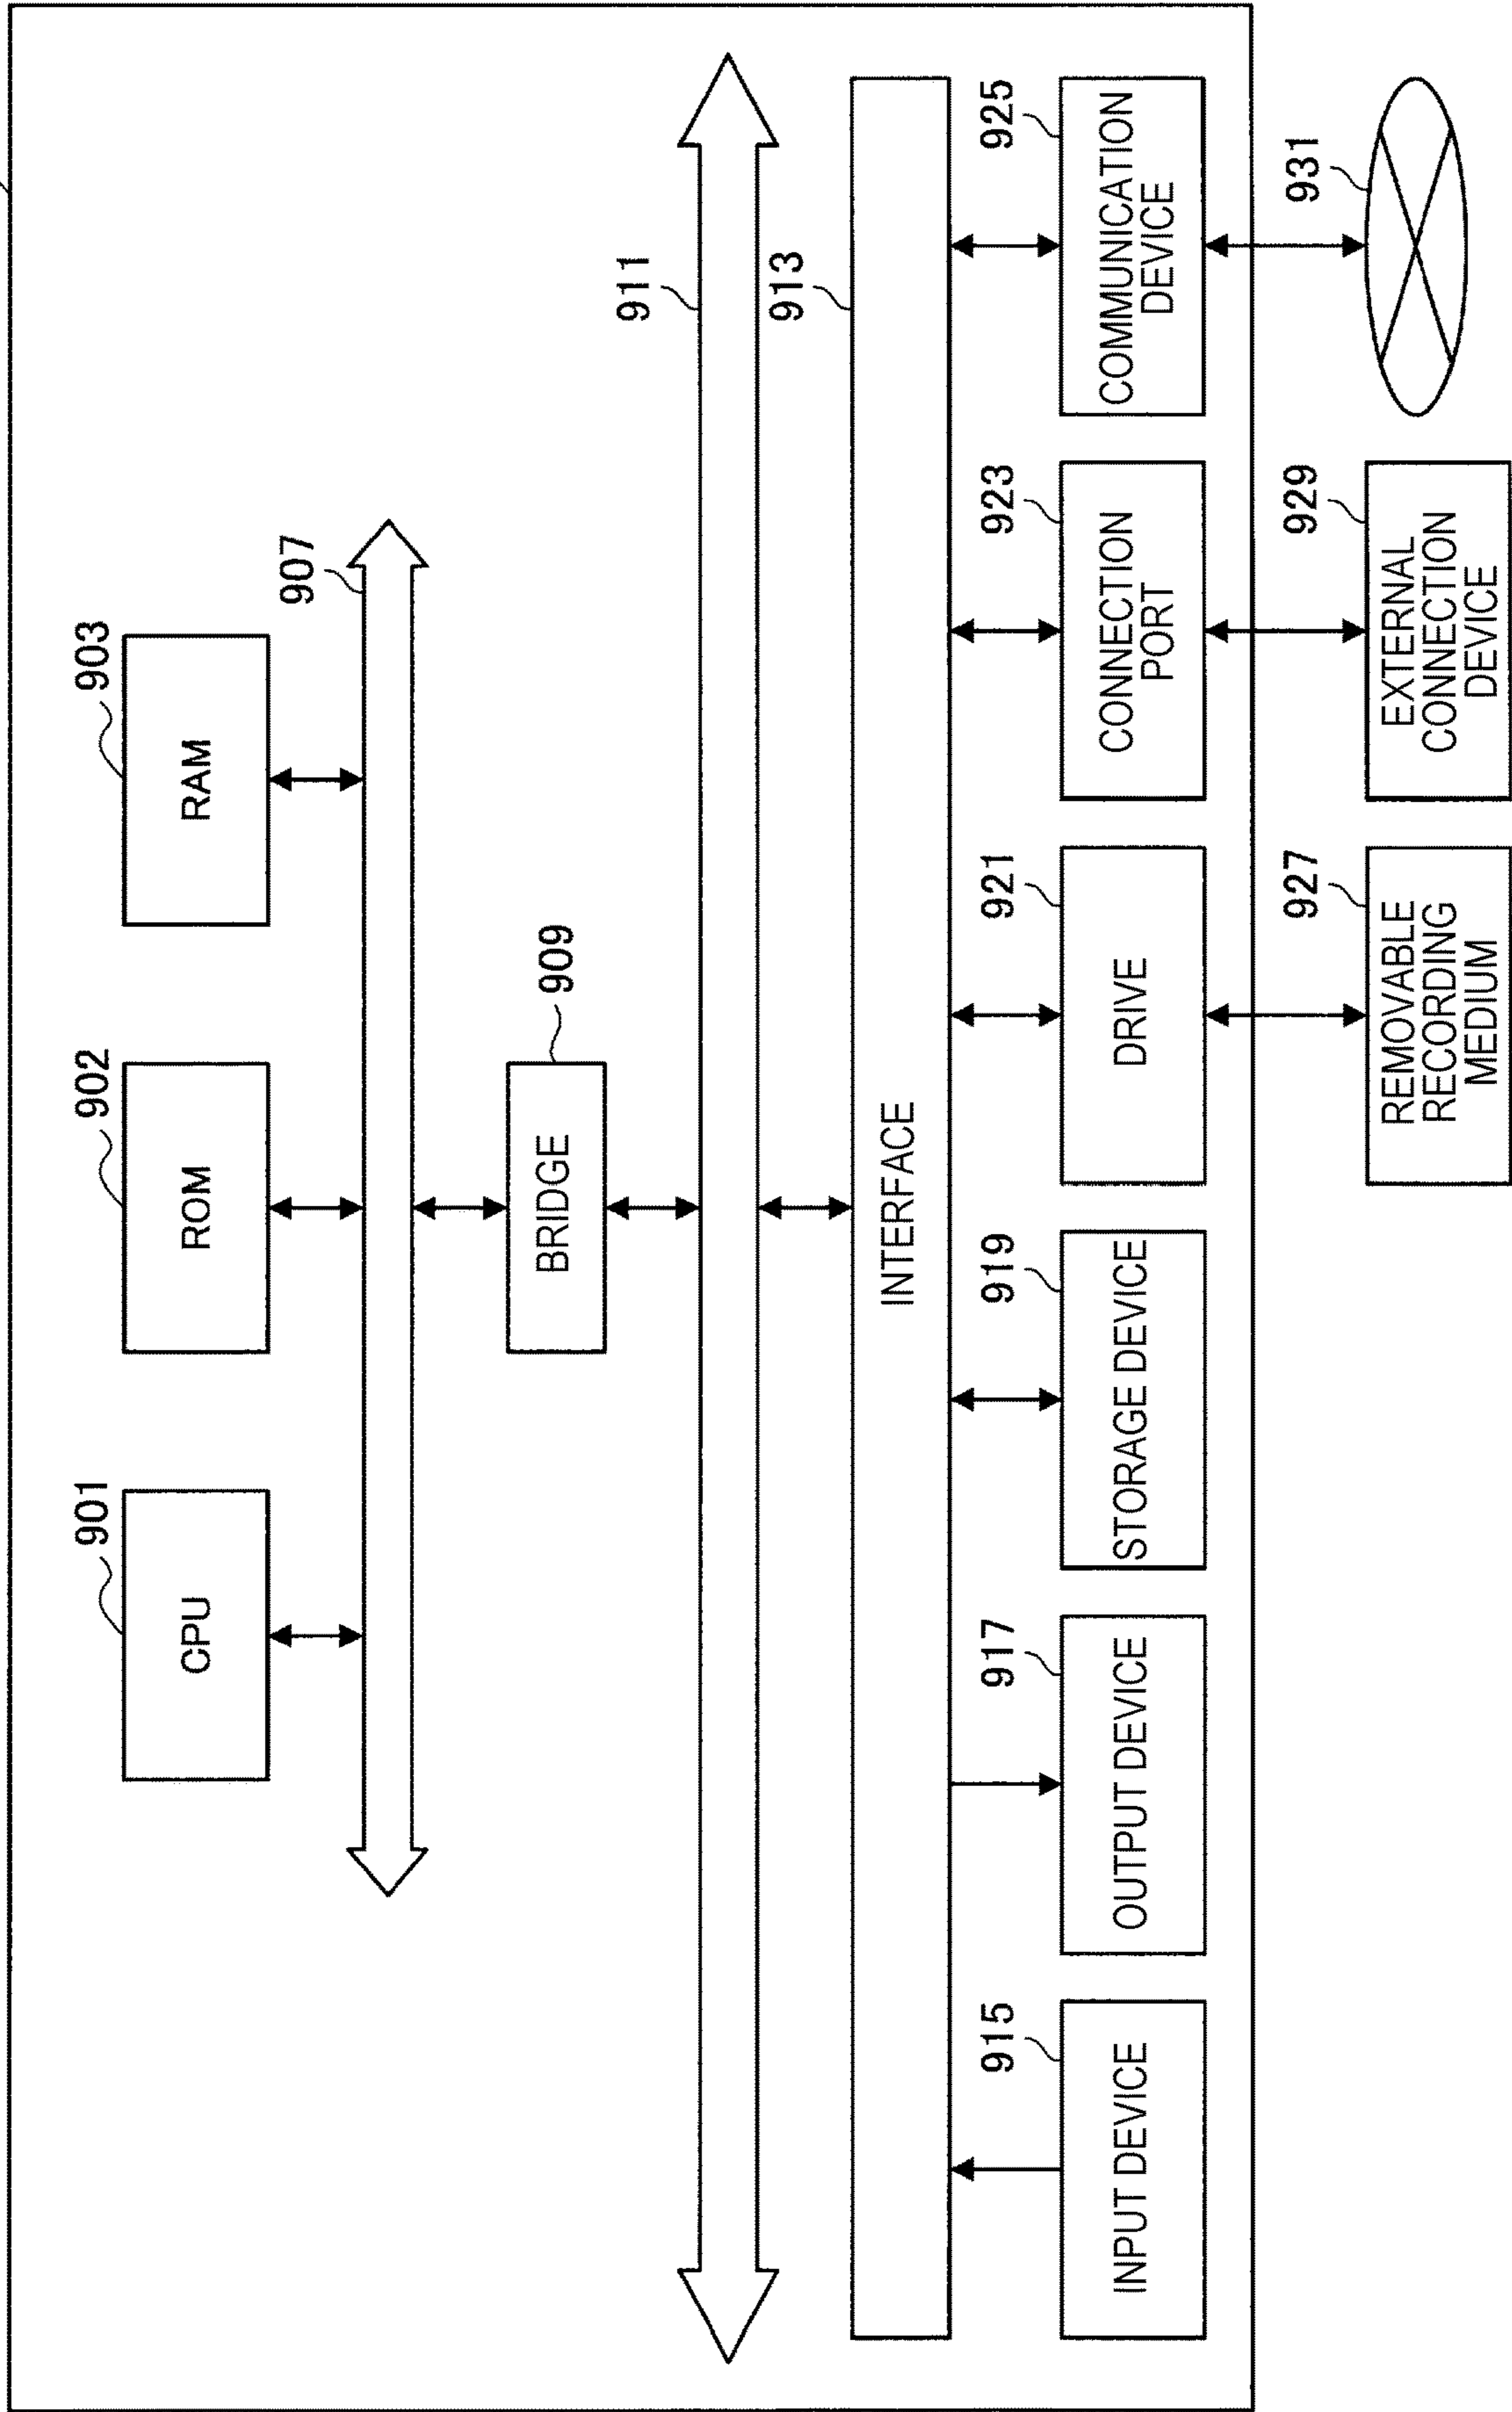 901
CPU
902
ROM
903
RAM
907
909
BRIDGE
911
913
INTERFACE
915
INPUT DEVICE
917
OUTPUT DEVICE
919
STORAGE DEVICE
921
DRIVE
923
CONNECTION
PORT
925
COMMUNICATION
DEVICE
927
REMOVABLE
RECORDING
MEDIUM
929
EXTERNAL
CONNECTION
DEVICE
931